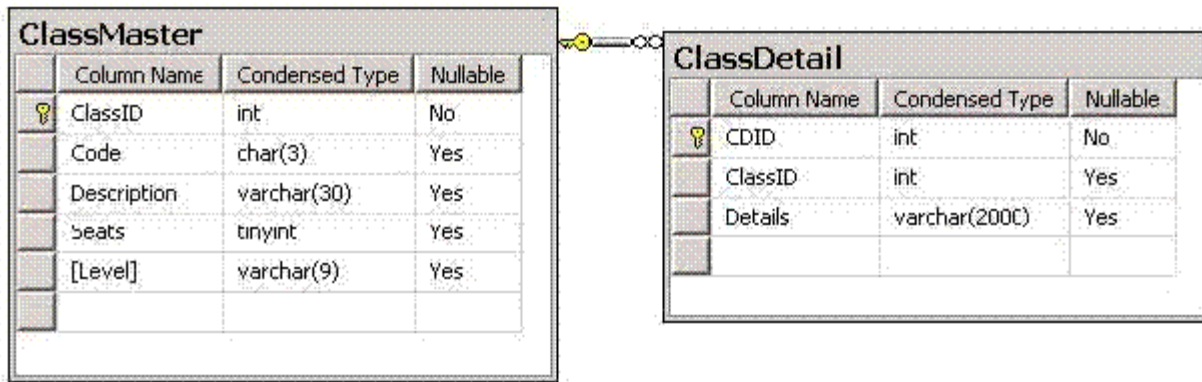 ClassMaster
Column Name Condensed Type Nullable
ClassID int No
Code char(3) Yes
Description varchar(30) Yes
Seats tinyint Yes
[Level] varchar(9) Yes
ClassDetail
Column Name Condensed Type Nullable
CDID int No
ClassID int Yes
Details varchar(2000) Yes